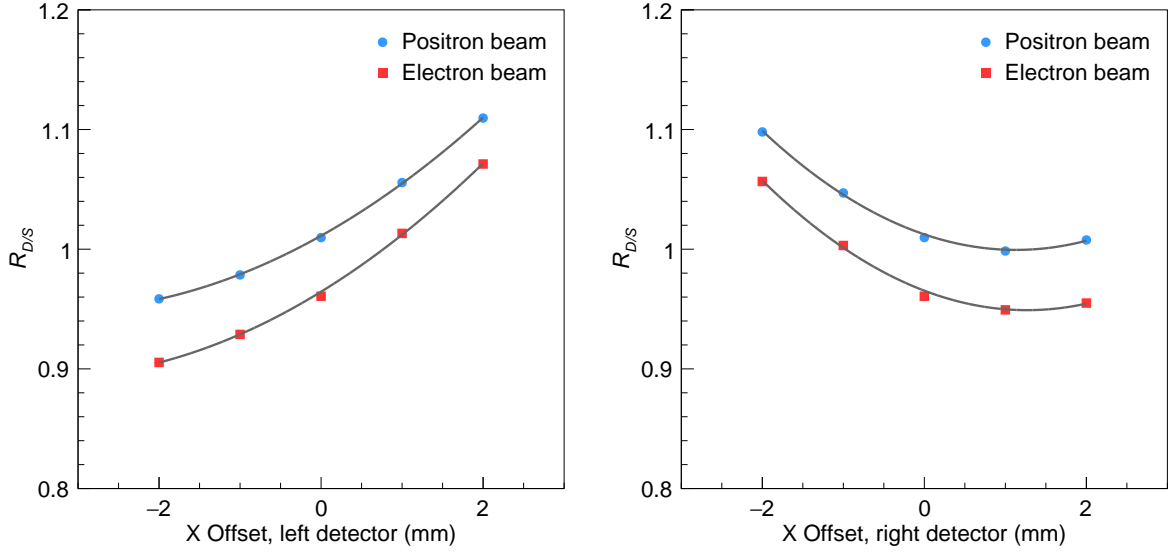 1.2
1.1
1
0.9
0.8
R_{D/S}
Positron beam
Electron beam
−2
0
2
X Offset, left detector (mm)
1.2
1.1
1
0.9
0.8
R_{D/S}
Positron beam
Electron beam
−2
0
2
X Offset, right detector (mm)